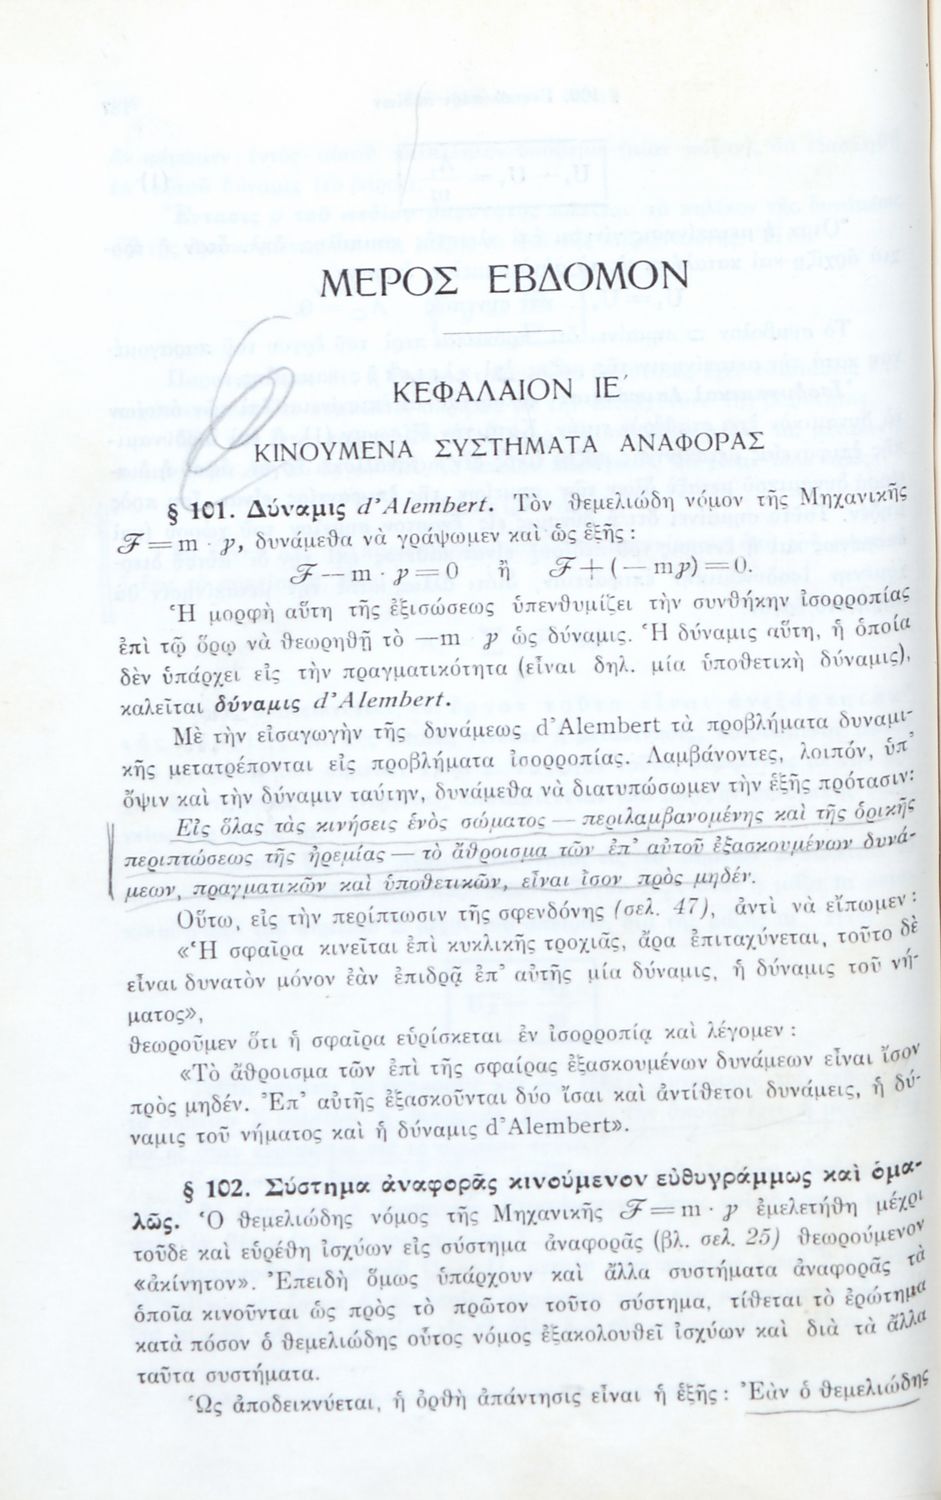 ΜΕΡΟΣ ΕΒΔΟΜΟΝ
ΚΕΦΑΛΑΙΟΝ ΙΕ΄
ΚΙΝΟΥΜΕΝΑ ΣΥΣΤΗΜΑΤΑ ΑΝΑΦΟΡΑΣ
§ 101. Δύναμις d'Alembert. Τὸν θεμελιώδη νόμον τῆς Μηχανικῆς
ℱ = m · γ, δυνάμεθα νὰ γράψωμεν καὶ ὡς ἑξῆς :
ℱ — m · γ = 0 ἢ ℱ + ( — mγ) = 0.
Ἡ μορφὴ αὕτη τῆς ἐξισώσεως ὑπενθυμίζει τὴν συνθήκην ἰσορροπίας
ἐπὶ τῷ ὅρῳ νὰ θεωρηθῇ τὸ —m · γ ὡς δύναμις. Ἡ δύναμις αὕτη, ἡ ὁποία
δὲν ὑπάρχει εἰς τὴν πραγματικότητα (εἶναι δηλ. μία ὑποθετικὴ δύναμις),
καλεῖται δύναμις d'Alembert.
Μὲ τὴν εἰσαγωγὴν τῆς δυνάμεως d'Alembert τὰ προβλήματα δυναμι-
κῆς μετατρέπονται εἰς προβλήματα ἰσορροπίας. Λαμβάνοντες, λοιπόν, ὑπ'
ὄψιν καὶ τὴν δύναμιν ταύτην, δυνάμεθα νὰ διατυπώσωμεν τὴν ἑξῆς πρότασιν:
Εἰς ὅλας τὰς κινήσεις ἑνὸς σώματος — περιλαμβανομένης καὶ τῆς ὁρικῆς
περιπτώσεως τῆς ἠρεμίας — τὸ ἄθροισμα τῶν ἐπ' αὐτοῦ ἐξασκουμένων δυνά-
μεων, πραγματικῶν καὶ ὑποθετικῶν, εἶναι ἴσον πρὸς μηδέν.
Οὕτω, εἰς τὴν περίπτωσιν τῆς σφενδόνης (σελ. 47), ἀντὶ νὰ εἴπωμεν :
«Ἡ σφαῖρα κινεῖται ἐπὶ κυκλικῆς τροχιᾶς, ἄρα ἐπιταχύνεται, τοῦτο δὲ
εἶναι δυνατὸν μόνον ἐὰν ἐπιδρᾷ ἐπ' αὐτῆς μία δύναμις, ἡ δύναμις τοῦ νή-
ματος»,
θεωροῦμεν ὅτι ἡ σφαῖρα εὑρίσκεται ἐν ἰσορροπίᾳ καὶ λέγομεν :
«Τὸ ἄθροισμα τῶν ἐπὶ τῆς σφαίρας ἐξασκουμένων δυνάμεων εἶναι ἴσον
πρὸς μηδέν. Ἐπ' αὐτῆς ἐξασκοῦνται δύο ἴσαι καὶ ἀντίθετοι δυνάμεις, ἡ δύ-
ναμις τοῦ νήματος καὶ ἡ δύναμις d'Alembert».
§ 102. Σύστημα ἀναφορᾶς κινούμενον εὐθυγράμμως καὶ ὁμα-
λῶς. Ὁ θεμελιώδης νόμος τῆς Μηχανικῆς ℱ = m · γ ἐμελετήθη μέχρι
τοῦδε καὶ εὑρέθη ἰσχύων εἰς σύστημα ἀναφορᾶς (βλ. σελ. 25) θεωρούμενον
«ἀκίνητον». Ἐπειδὴ ὅμως ὑπάρχουν καὶ ἄλλα συστήματα ἀναφορᾶς τὰ
ὁποῖα κινοῦνται ὡς πρὸς τὸ πρῶτον τοῦτο σύστημα, τίθεται τὸ ἐρώτημα
κατὰ πόσον ὁ θεμελιώδης οὗτος νόμος ἐξακολουθεῖ ἰσχύων καὶ διὰ τὰ ἄλλα
ταῦτα συστήματα.
Ὡς ἀποδεικνύεται, ἡ ὀρθὴ ἀπάντησις εἶναι ἡ ἑξῆς : Ἐὰν ὁ θεμελιώδης